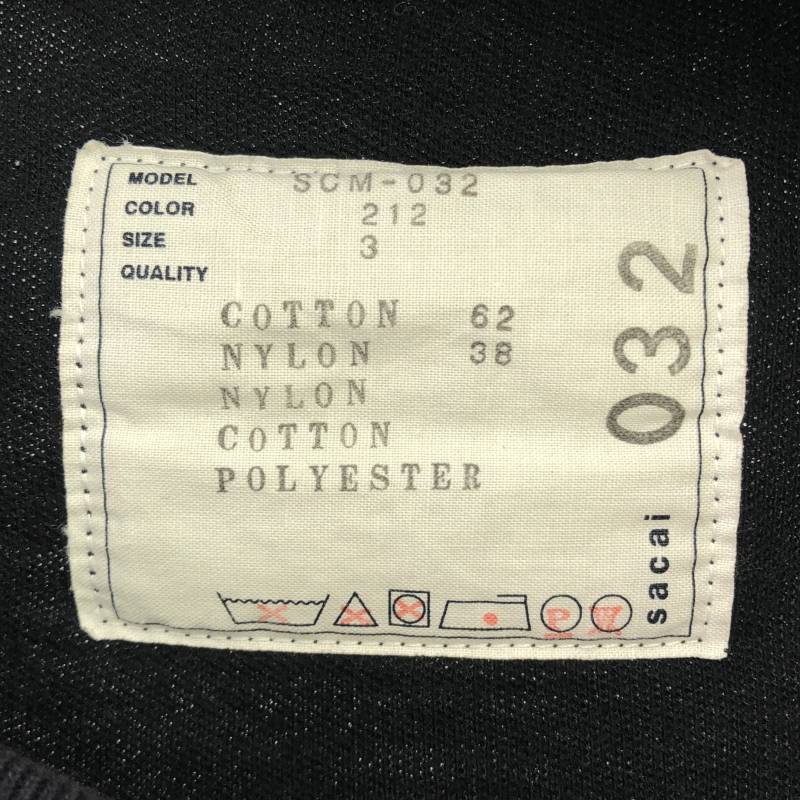 MODEL SCM-032
COLOR 212
SIZE 3
QUALITY
COTTON 62
NYLON 38
NYLON
COTTON
POLYESTER
P W
sacai 032